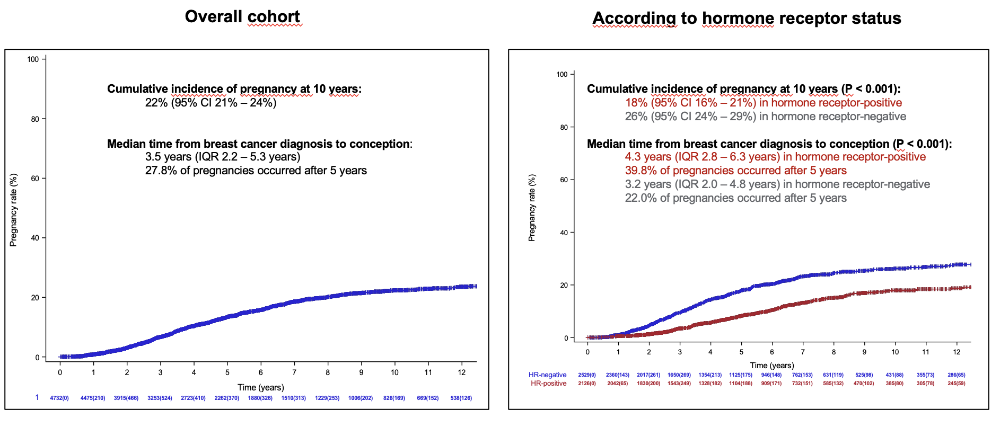 Overall cohort
According to hormone receptor status
100
80
60
40
20
0
Pregnancy rate (%)
Cumulative incidence of pregnancy at 10 years:
22% (95% CI 21% – 24%)
Median time from breast cancer diagnosis to conception:
3.5 years (IQR 2.2 – 5.3 years)
27.8% of pregnancies occurred after 5 years
0 1 2 3 4 5 6 7 8 9 10 11 12
Time (years)
1 4732(0) 4475(210) 3915(466) 3253(524) 2723(410) 2262(370) 1880(326) 1510(313) 1229(253) 1006(202) 826(169) 669(152) 538(126)
100
80
60
40
20
0
Pregnancy rate (%)
Cumulative incidence of pregnancy at 10 years (P < 0.001):
18% (95% CI 16% – 21%) in hormone receptor-positive
26% (95% CI 24% – 29%) in hormone receptor-negative
Median time from breast cancer diagnosis to conception (P < 0.001):
4.3 years (IQR 2.8 – 6.3 years) in hormone receptor-positive
39.8% of pregnancies occurred after 5 years
3.2 years (IQR 2.0 – 4.8 years) in hormone receptor-negative
22.0% of pregnancies occurred after 5 years
0 1 2 3 4 5 6 7 8 9 10 11 12
Time (years)
HR-negative 2529(0) 2360(143) 2017(261) 1650(269) 1354(213) 1125(175) 946(148) 762(153) 631(119) 525(98) 431(88) 355(73) 286(65)
HR-positive 2126(0) 2042(65) 1830(200) 1543(249) 1328(182) 1104(188) 909(171) 732(151) 585(132) 470(102) 385(80) 305(78) 245(59)